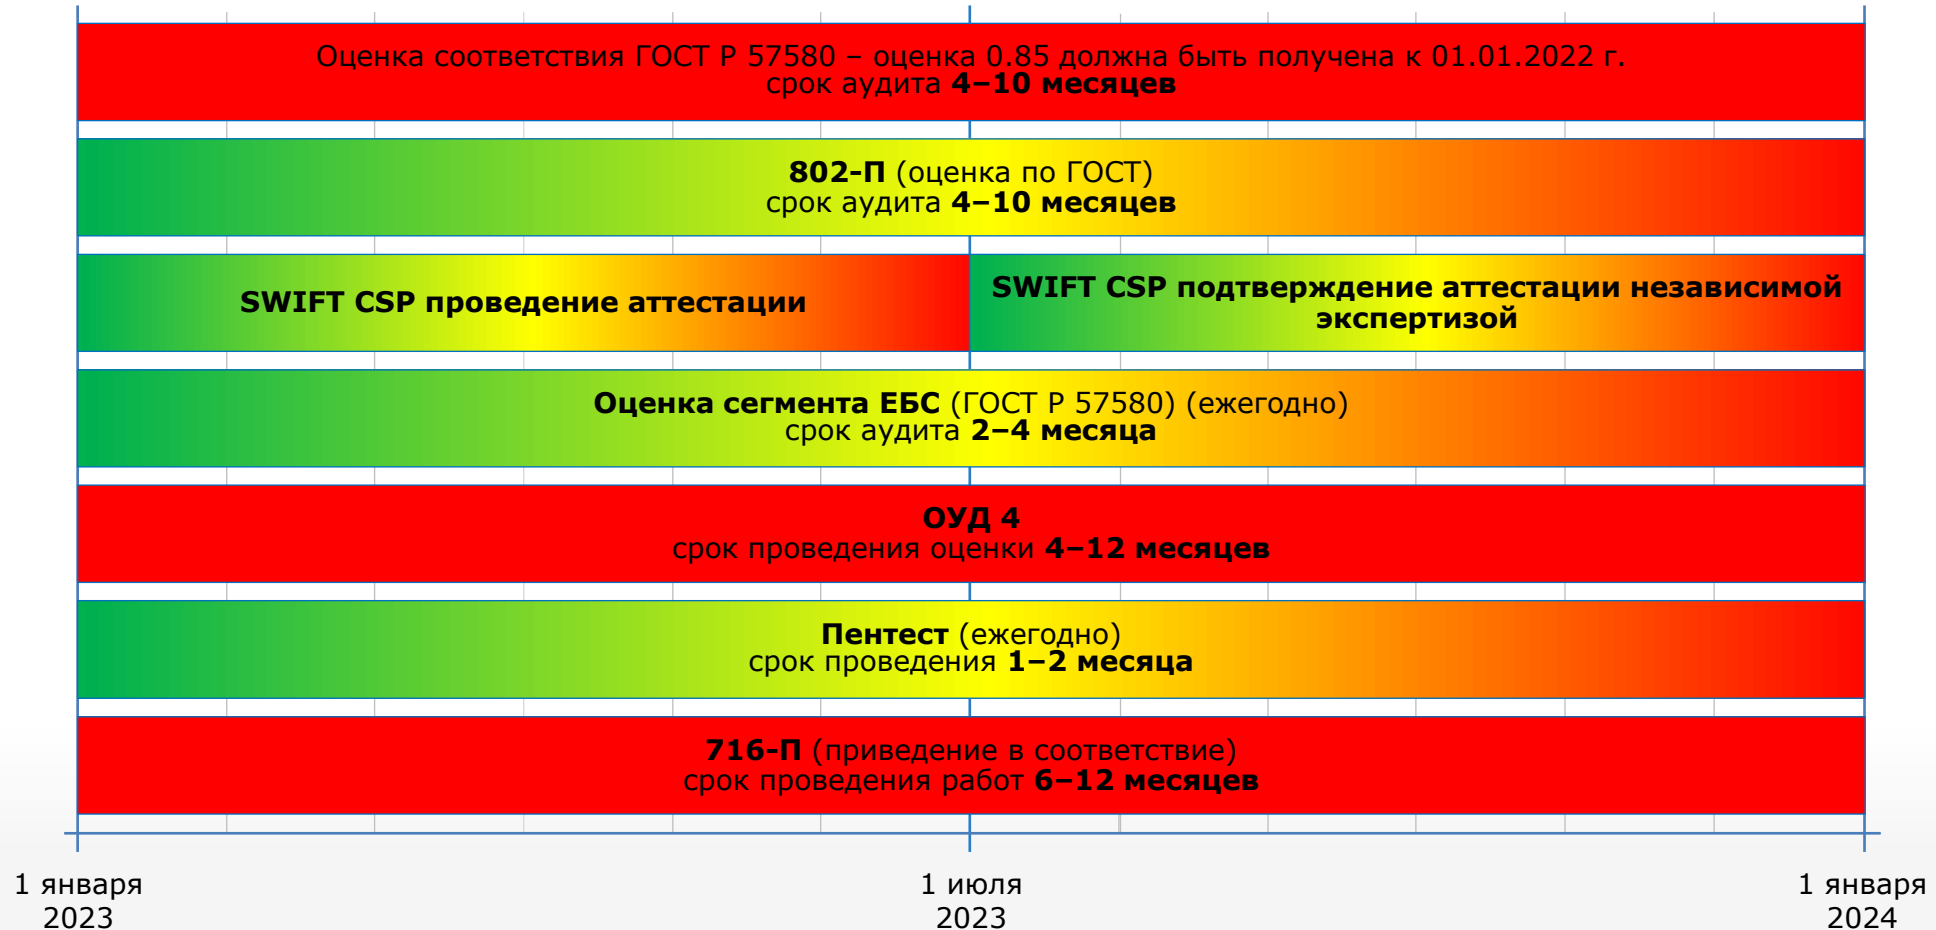 Оценка соответствия ГОСТ Р 57580 – оценка 0.85 должна быть получена к 01.01.2022 г.
срок аудита 4–10 месяцев
802-П (оценка по ГОСТ)
срок аудита 4–10 месяцев
SWIFT CSP проведение аттестации
SWIFT CSP подтверждение аттестации независимой
экспертизой
Оценка сегмента ЕБС (ГОСТ Р 57580) (ежегодно)
срок аудита 2–4 месяца
ОУД 4
срок проведения оценки 4–12 месяцев
Пентест (ежегодно)
срок проведения 1–2 месяца
716-П (приведение в соответствие)
срок проведения работ 6–12 месяцев
1 января
2023
1 июля
2023
1 января
2024